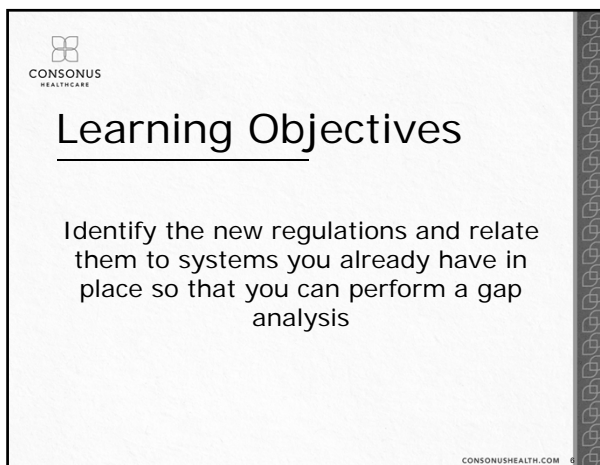 CONSONUS
HEALTHCARE
Learning Objectives
Identify the new regulations and relate
them to systems you already have in
place so that you can perform a gap
analysis
CONSONUSHEALTH.COM 6